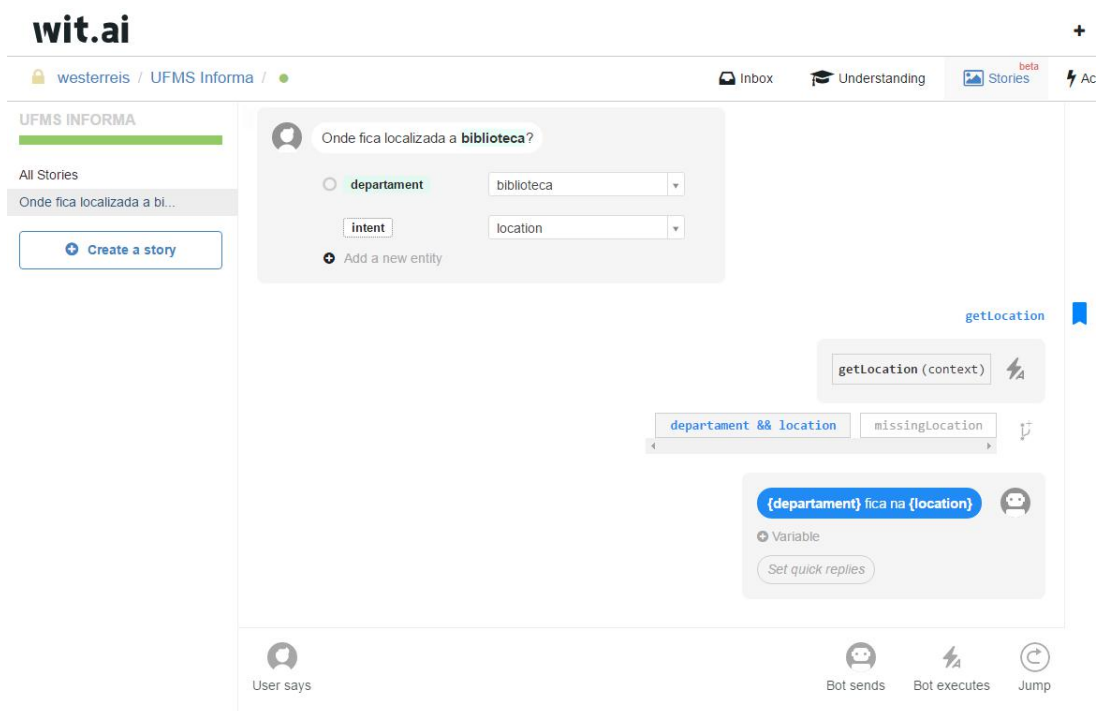 wit.ai
+
westerreis / UFMS Informa /
Inbox
Understanding
Stories
beta
Ac
UFMS INFORMA
All Stories
Onde fica localizada a bi...
Create a story
Onde fica localizada a biblioteca?
departament
biblioteca
intent
location
Add a new entity
getLocation
getLocation(context)
departament && location
missingLocation
{departament} fica na {location}
Variable
Set quick replies
User says
Bot sends
Bot executes
Jump